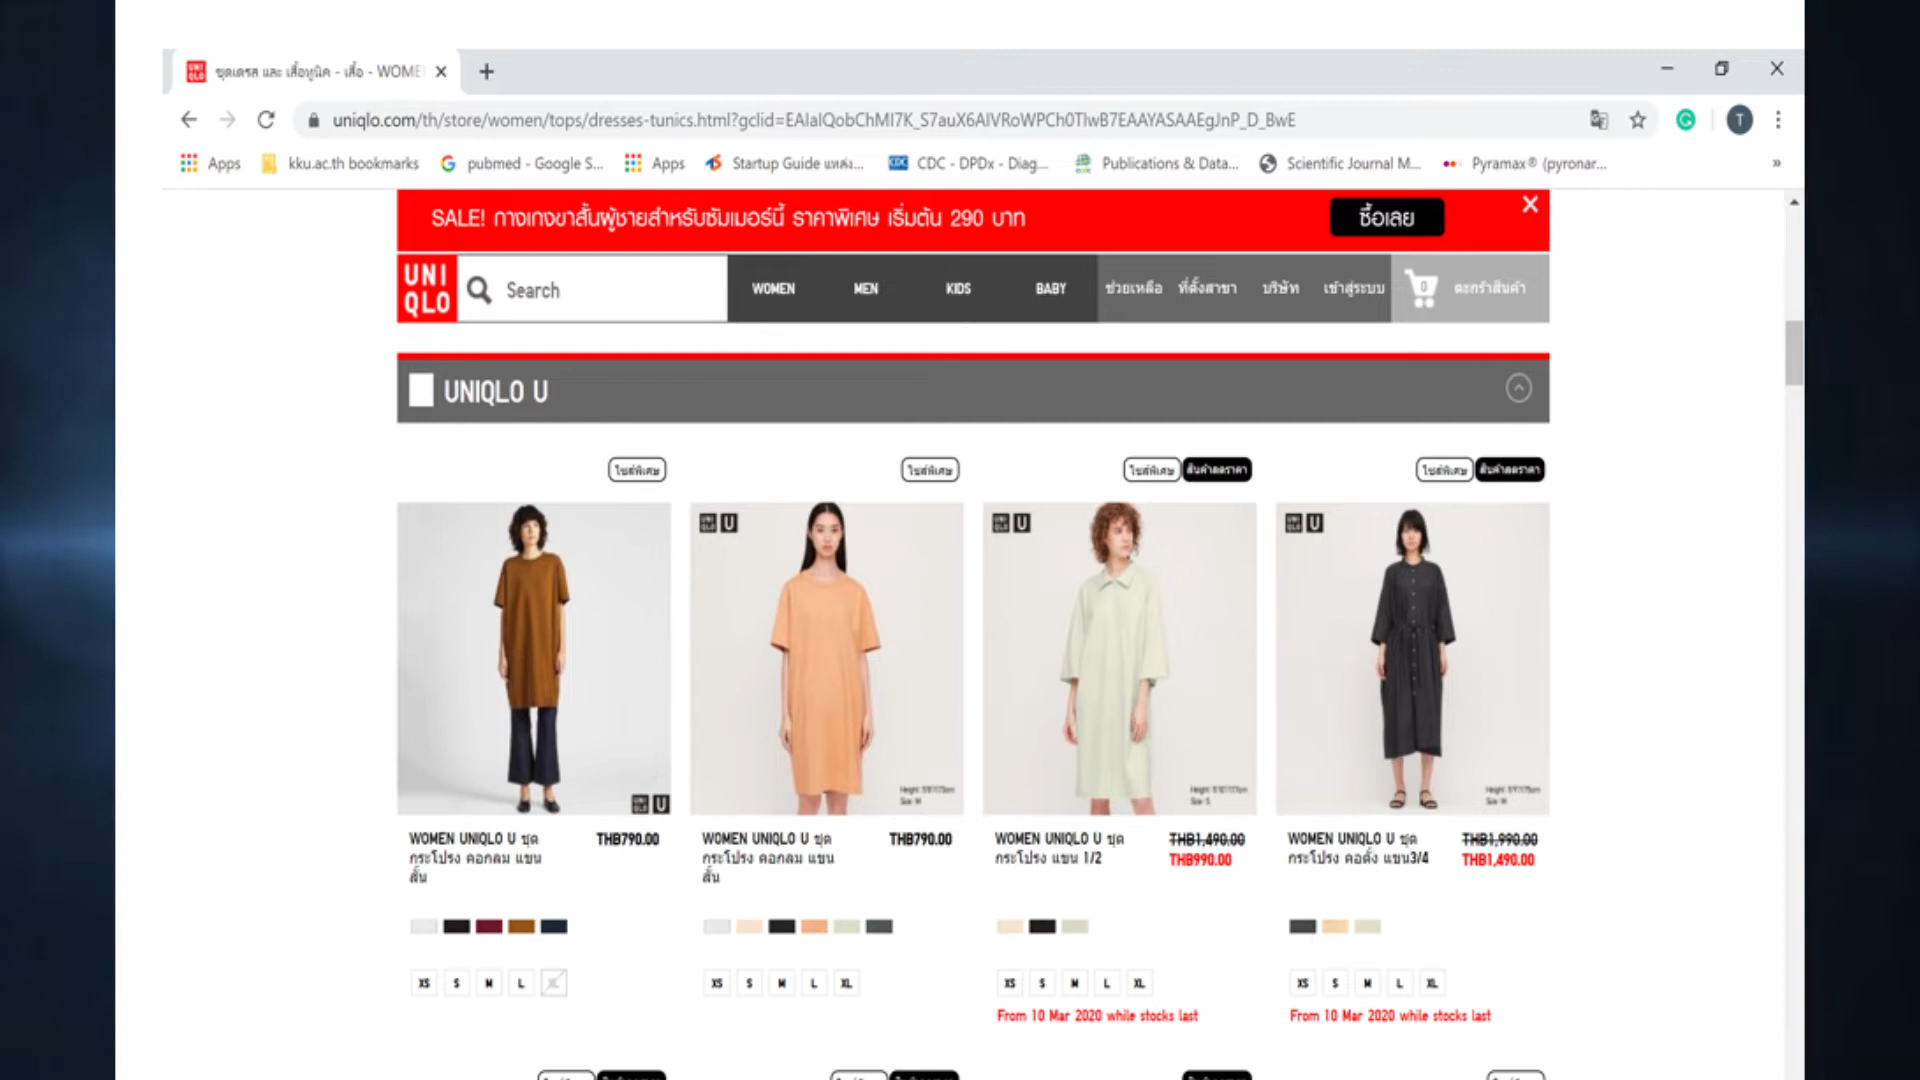 ชุดเดรส และ เสื้อทูนิค - เสื้อ - WOME
uniqlo.com/th/store/women/tops/dresses-tunics.html?gclid=EAIaIQobChMI7K_S7auX6AIVRoWPCh0TlwB7EAAYASAAEgJnP_D_BwE
T
Apps
kku.ac.th bookmarks
pubmed - Google S...
Apps
Startup Guide แหล่ง...
CDC - DPDx - Diag...
Publications & Data...
Scientific Journal M...
Pyramax® (pyronar...
SALE! กางเกงขาสั้นผู้ชายสำหรับซัมเมอร์นี้ ราคาพิเศษ เริ่มต้น 290 บาท
ซื้อเลย
UNI
QLO
Search
WOMEN
MEN
KIDS
BABY
ช่วยเหลือ
ที่ตั้งสาขา
บริษัท
เข้าสู่ระบบ
0
ตะกร้าสินค้า
UNIQLO U
ไซส์พิเศษ
ไซส์พิเศษ
ไซส์พิเศษ
สินค้าลดราคา
ไซส์พิเศษ
สินค้าลดราคา
UNI QLO U
UNI QLO U
UNI QLO U
UNI QLO U
WOMEN UNIQLO U ชุด
กระโปรง คอกลม แขน
สั้น
THB790.00
WOMEN UNIQLO U ชุด
กระโปรง คอกลม แขน
สั้น
THB790.00
WOMEN UNIQLO U ชุด
กระโปรง แขน 1/2
THB1,490.00
THB990.00
WOMEN UNIQLO U ชุด
กระโปรง คอตั้ง แขน3/4
THB1,990.00
THB1,490.00
XS S M L XL
XS S M L XL
XS S M L XL
XS S M L XL
From 10 Mar 2020 while stocks last
From 10 Mar 2020 while stocks last